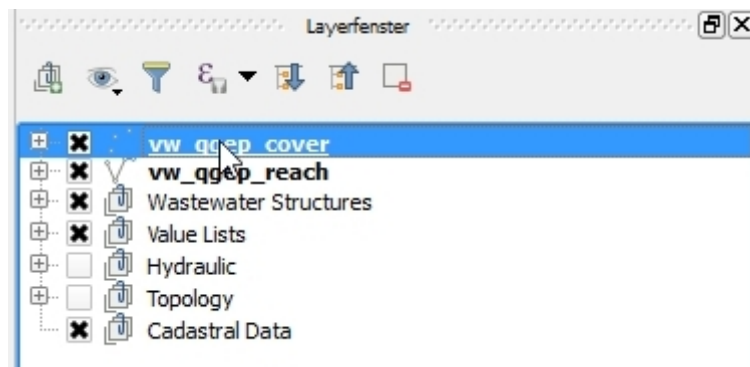 Layerfenster
vw_qgep_cover
vw_qgep_reach
Wastewater Structures
Value Lists
Hydraulic
Topology
Cadastral Data